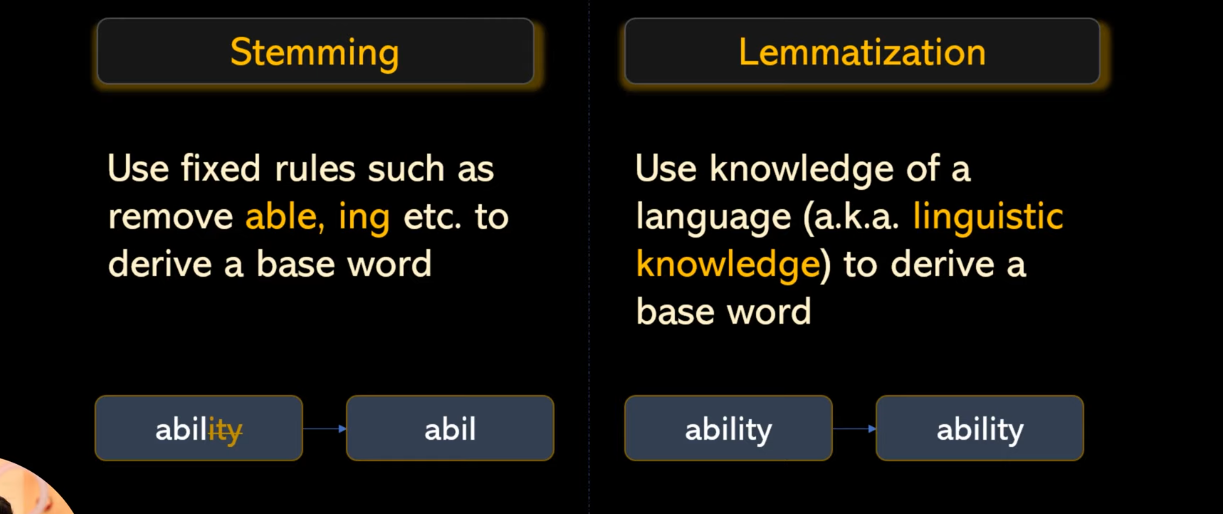 Stemming
Use fixed rules such as
remove able, ing etc. to
derive a base word
ability
abil
Lemmatization
Use knowledge of a
language (a.k.a. linguistic
knowledge) to derive a
base word
ability
ability